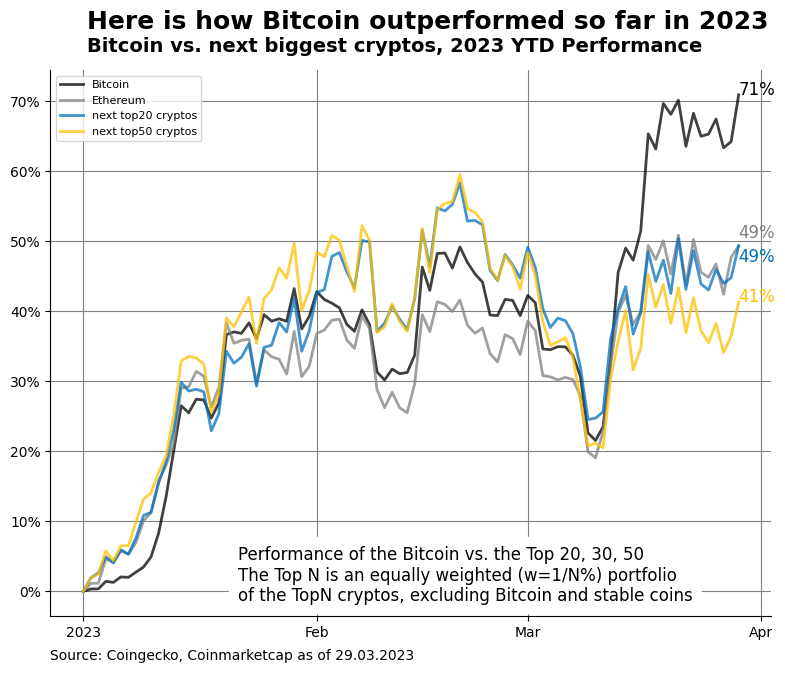 Here is how Bitcoin outperformed so far in 2023
Bitcoin vs. next biggest cryptos, 2023 YTD Performance
Bitcoin
Ethereum
next top20 cryptos
next top50 cryptos
71%
70%
60%
50%
49%
49%
41%
40%
30%
20%
10%
0%
Performance of the Bitcoin vs. the Top 20, 30, 50
The Top N is an equally weighted (w=1/N%) portfolio
of the TopN cryptos, excluding Bitcoin and stable coins
2023 Feb Mar Apr
Source: Coingecko, Coinmarketcap as of 29.03.2023